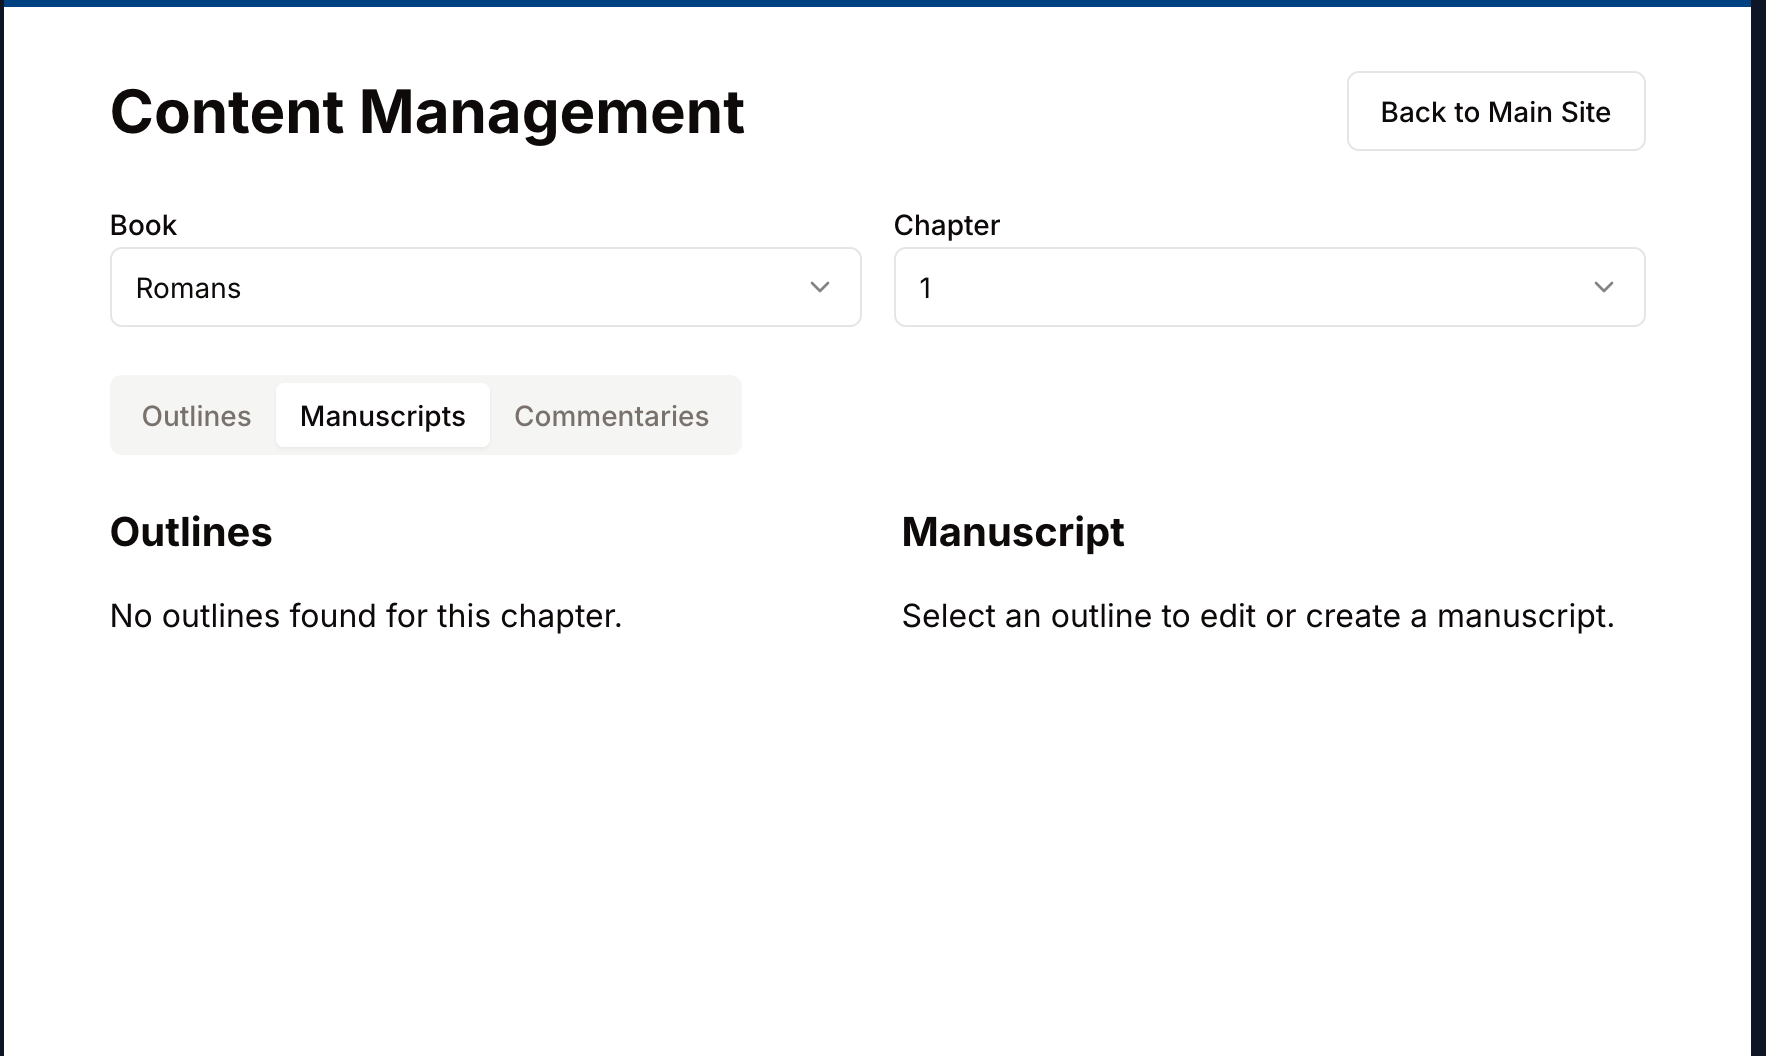 Content Management
Back to Main Site
Book
Chapter
Romans
1
Outlines
Manuscripts
Commentaries
Outlines
No outlines found for this chapter.
Manuscript
Select an outline to edit or create a manuscript.